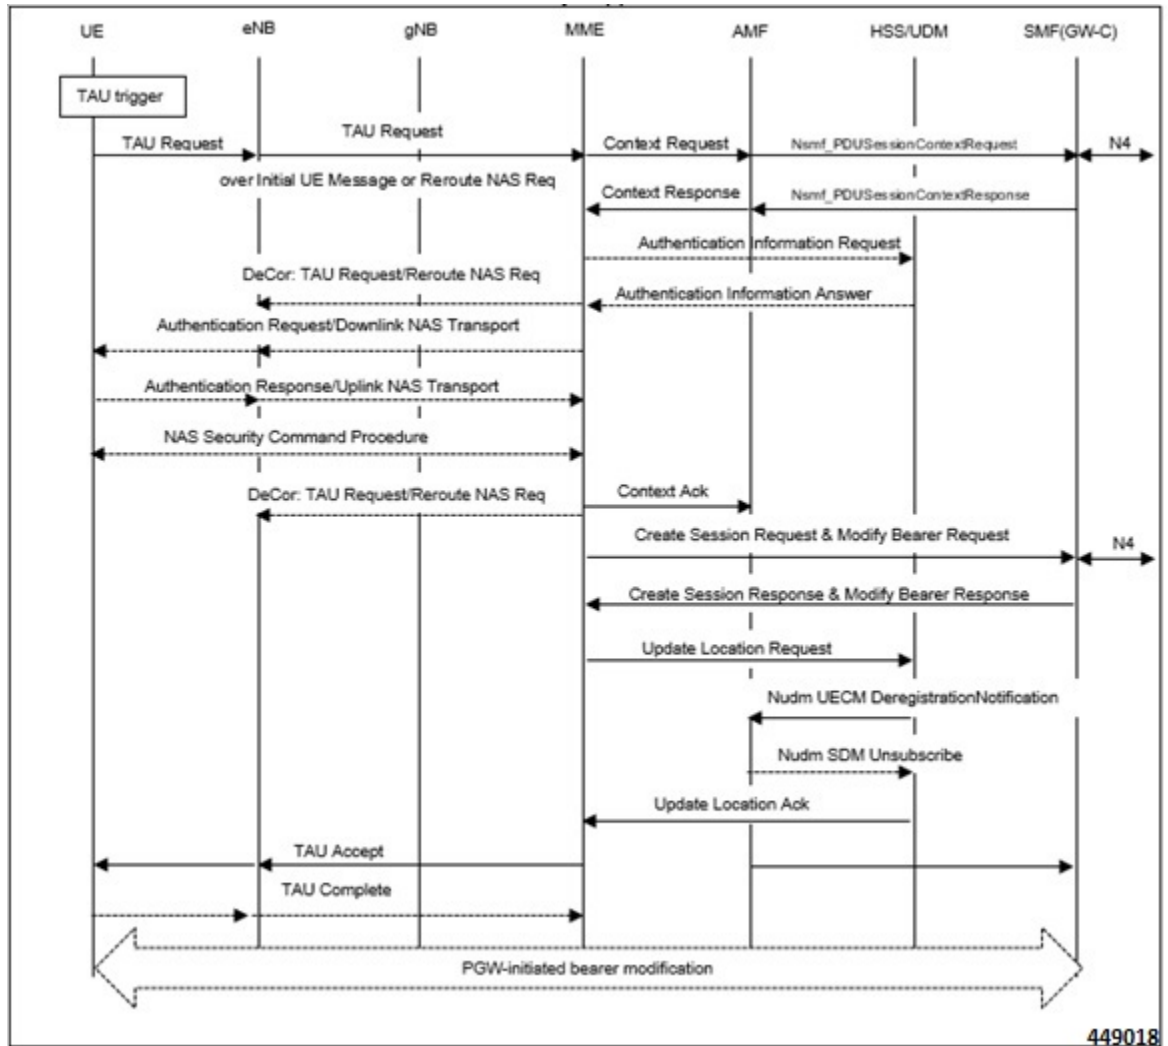 UE eNB gNB MME AMF HSS/UDM SMF(GW-C)
TAU trigger
TAU Request TAU Request Context Request Nsmf_PDUSessionContextRequest N4
over Initial UE Message or Reroute NAS Req
Context Response Nsmf_PDUSessionContextResponse
Authentication Information Request
DeCor: TAU Request/Reroute NAS Req
Authentication Information Answer
Authentication Request/Downlink NAS Transport
Authentication Response/Uplink NAS Transport
NAS Security Command Procedure
DeCor: TAU Request/Reroute NAS Req Context Ack
Create Session Request & Modify Bearer Request N4
Create Session Response & Modify Bearer Response
Update Location Request
Nudm UECM DeregistrationNotification
Nudm SDM Unsubscribe
Update Location Ack
TAU Accept
TAU Complete
PGW-initiated bearer modification
449018